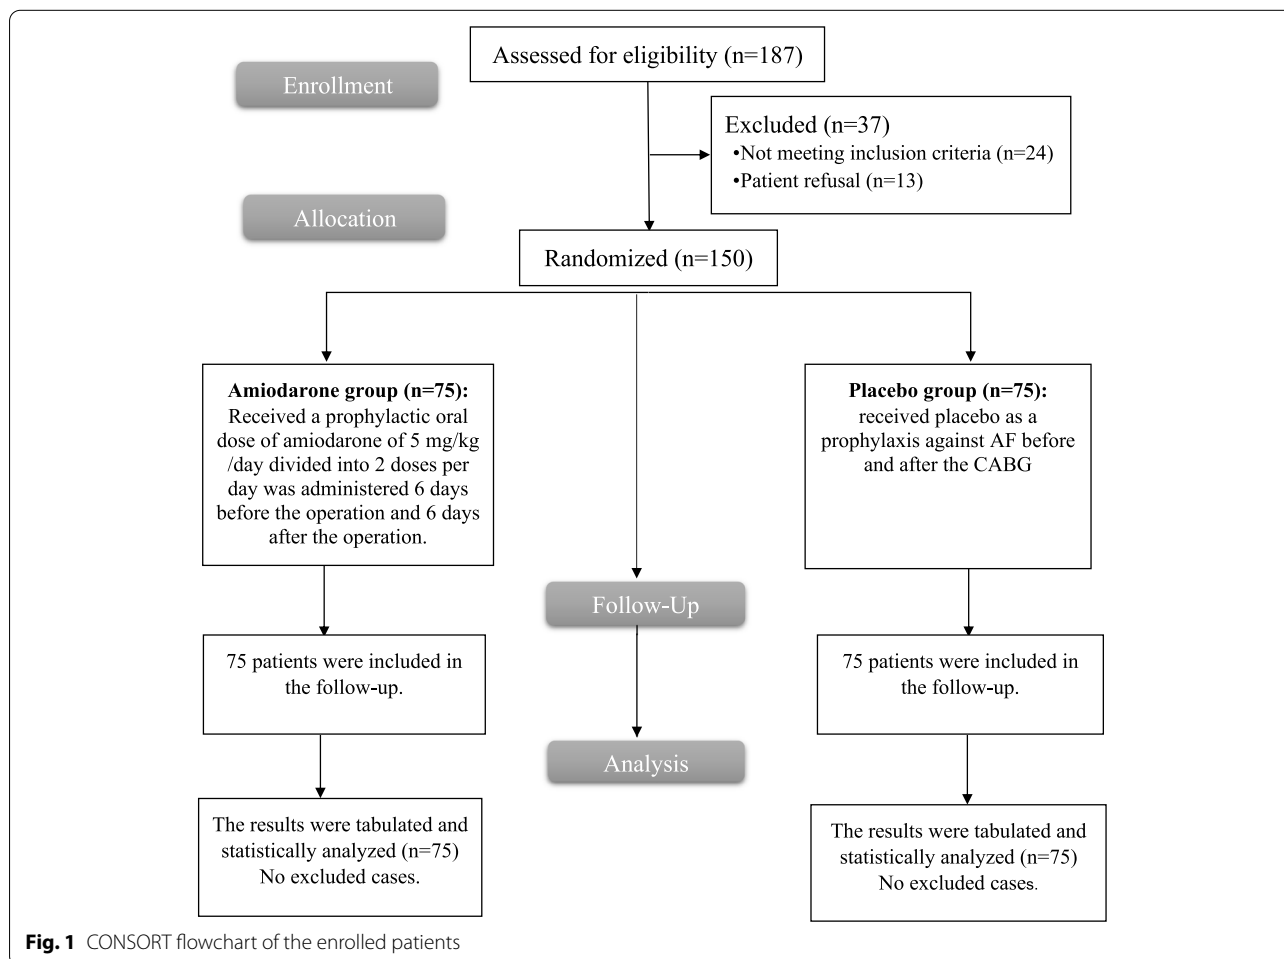 Assessed for eligibility (n=187)
Enrollment
Excluded (n=37)
•Not meeting inclusion criteria (n=24)
•Patient refusal (n=13)
Allocation
Randomized (n=150)
Amiodarone group (n=75):
Received a prophylactic oral
dose of amiodarone of 5 mg/kg
/day divided into 2 doses per
day was administered 6 days
before the operation and 6 days
after the operation.
Placebo group (n=75):
received placebo as a
prophylaxis against AF before
and after the CABG
Follow-Up
75 patients were included in
the follow-up.
75 patients were included in
the follow-up.
Analysis
The results were tabulated and
statistically analyzed (n=75)
No excluded cases.
The results were tabulated and
statistically analyzed (n=75)
No excluded cases.
Fig. 1 CONSORT flowchart of the enrolled patients